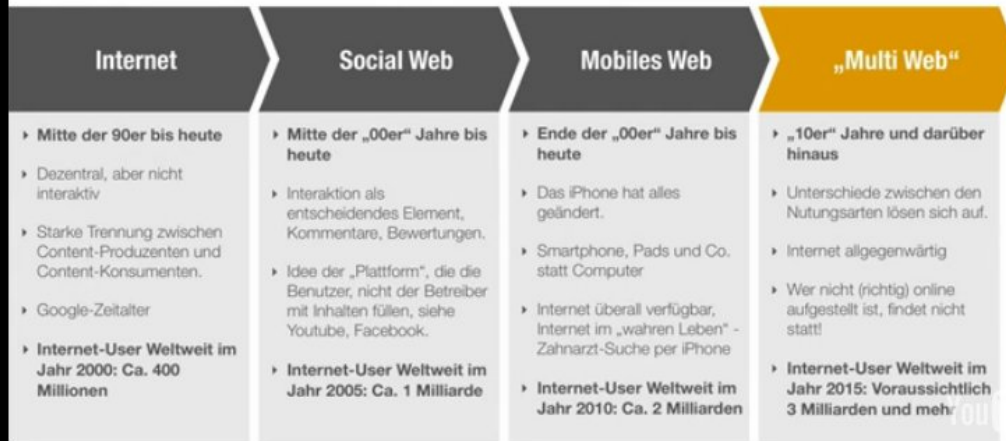 Internet
Mitte der 90er bis heute
Dezentral, aber nicht
interaktiv
Starke Trennung zwischen
Content-Produzenten und
Content-Konsumenten.
Google-Zeitalter
Internet-User Weltweit im
Jahr 2000: Ca. 400
Millionen
Social Web
Mitte der „00er“ Jahre bis
heute
Interaktion als
entscheidendes Element,
Kommentare, Bewertungen.
Idee der „Plattform“, die die
Benutzer, nicht der Betreiber
mit Inhalten füllen, siehe
Youtube, Facebook.
Internet-User Weltweit im
Jahr 2005: Ca. 1 Milliarde
Mobiles Web
Ende der „00er“ Jahre bis
heute
Das iPhone hat alles
geändert.
Smartphone, Pads und Co.
statt Computer
Internet überall verfügbar,
Internet im „wahren Leben“ -
Zahnarzt-Suche per iPhone
Internet-User Weltweit im
Jahr 2010: Ca. 2 Milliarden
„Multi Web“
„10er“ Jahre und darüber
hinaus
Unterschiede zwischen den
Nutungsarten lösen sich auf.
Internet allgegenwärtig
Wer nicht (richtig) online
aufgestellt ist, findet nicht
statt!
Internet-User Weltweit im
Jahr 2015: Voraussichtlich
3 Milliarden und mehr